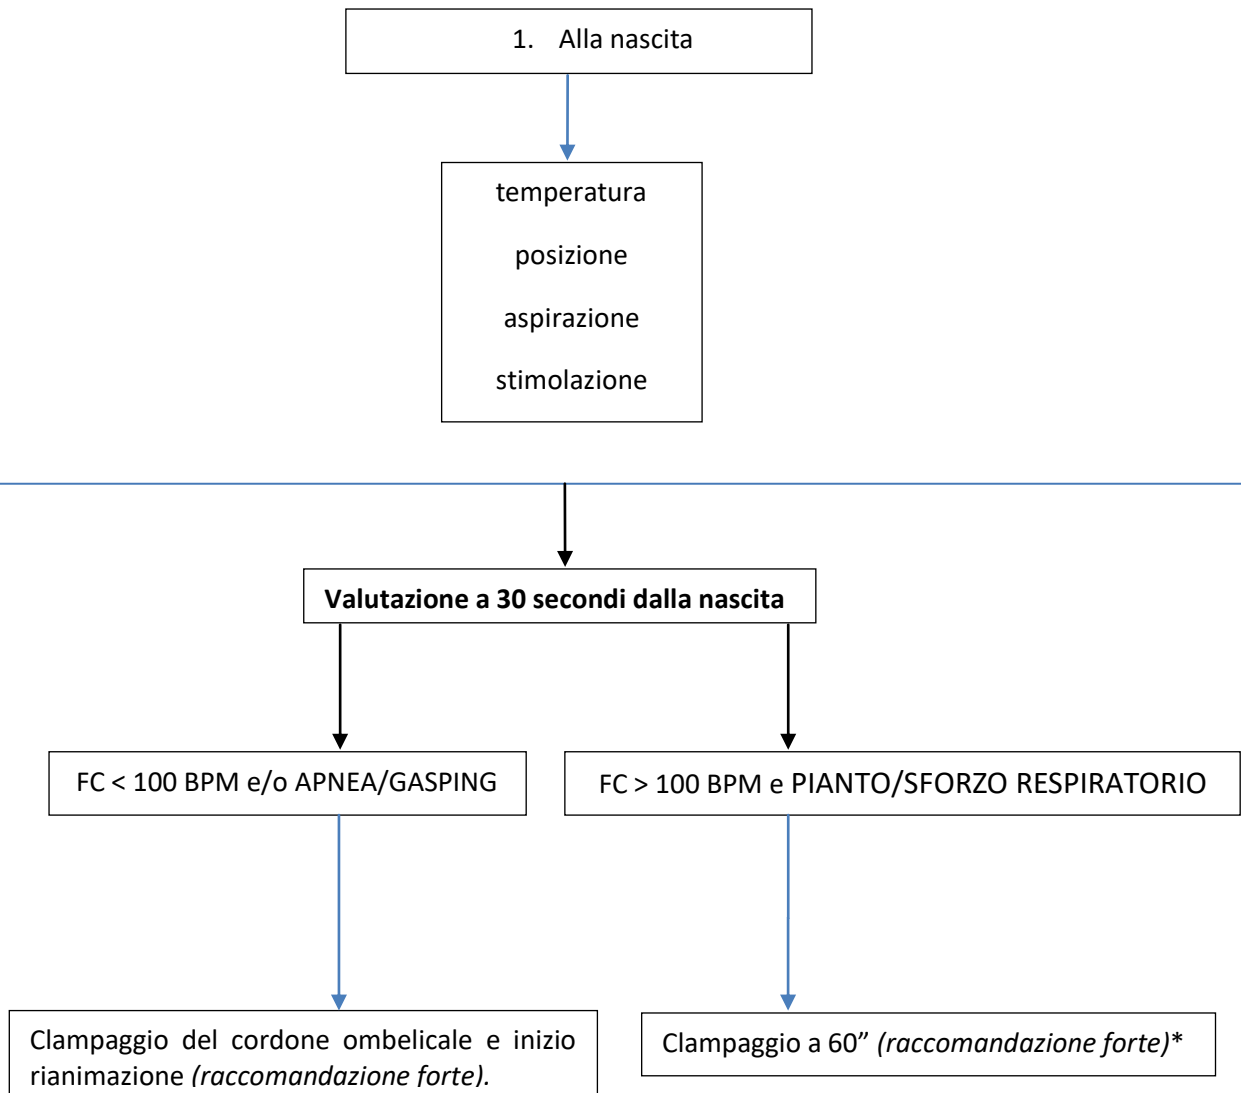 1. Alla nascita
temperatura
posizione
aspirazione
stimolazione
Valutazione a 30 secondi dalla nascita
FC < 100 BPM e/o APNEA/GASPING
FC > 100 BPM e PIANTO/SFORZO RESPIRATORIO
Clampaggio del cordone ombelicale e inizio
rianimazione (raccomandazione forte).
Clampaggio a 60” (raccomandazione forte)*